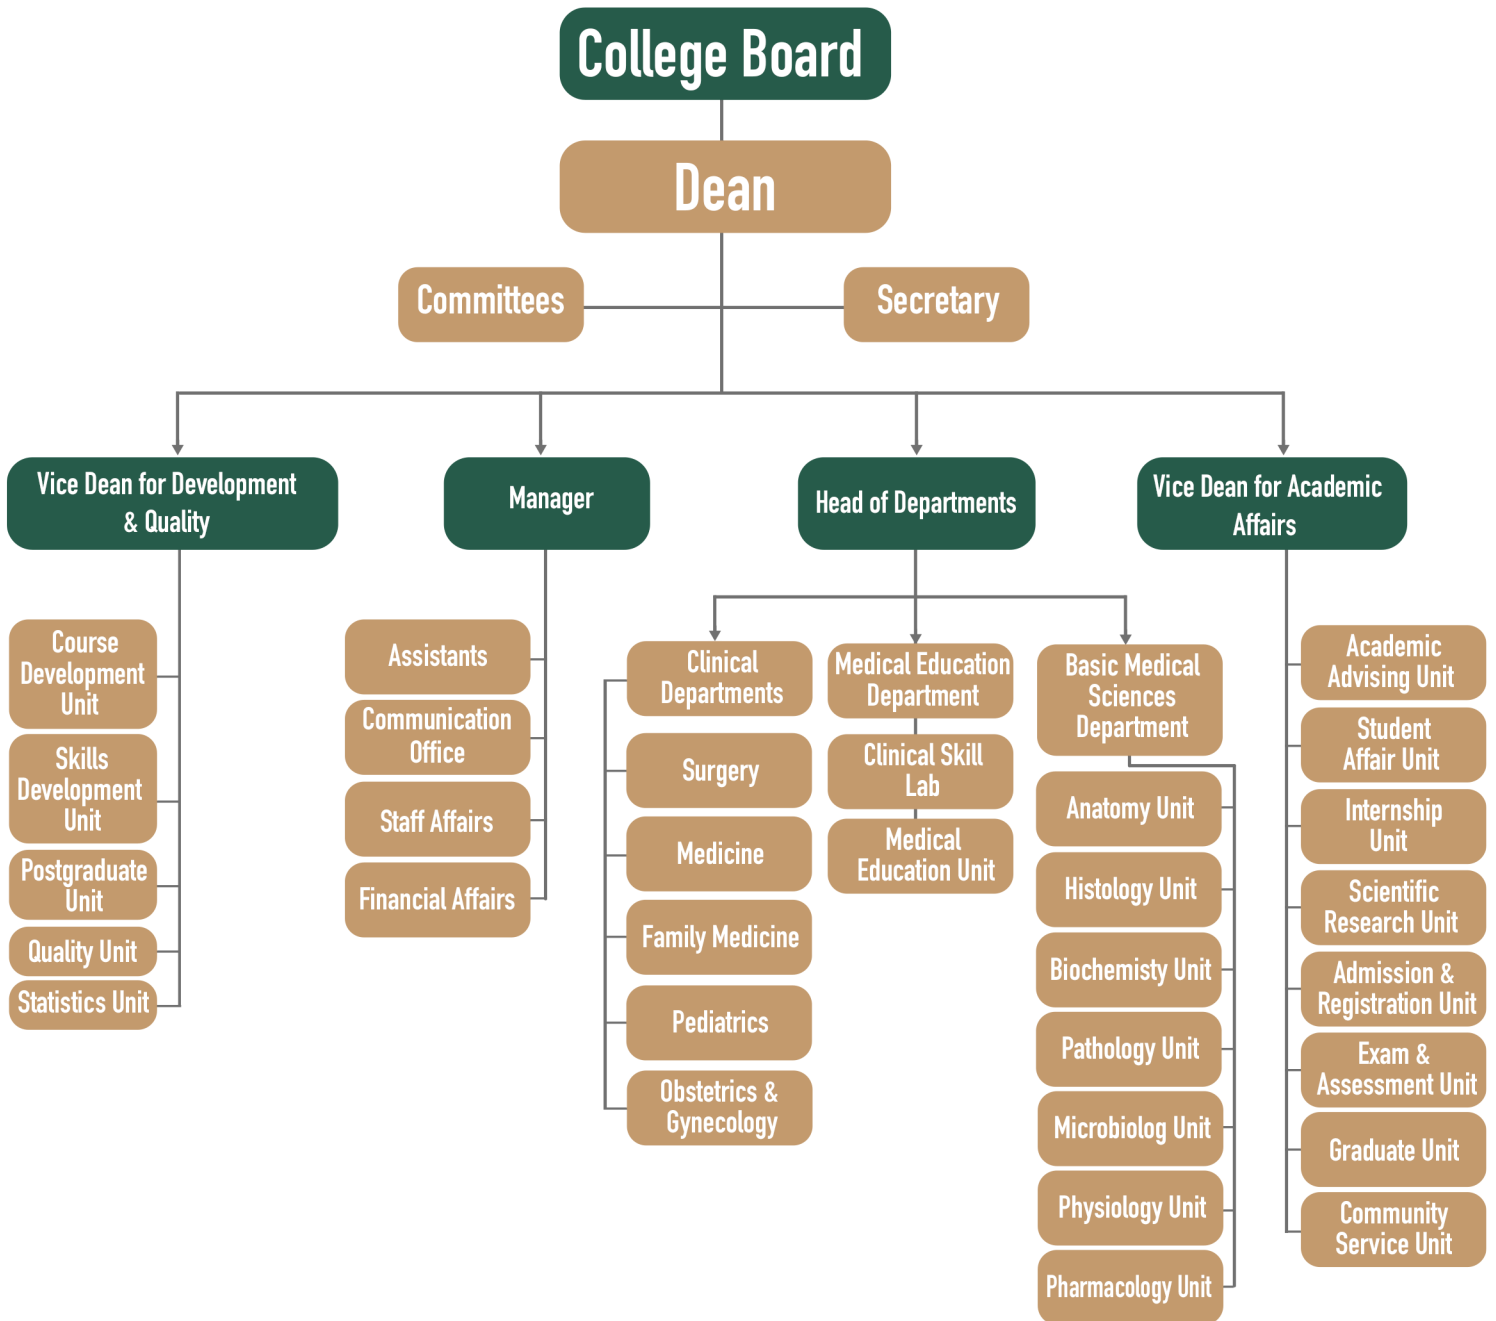 College Board
Dean
Committees
Secretary
Vice Dean for Development
& Quality
Manager
Head of Departments
Vice Dean for Academic
Affairs
Course
Development
Unit
Skills
Development
Unit
Postgraduate
Unit
Quality Unit
Statistics Unit
Assistants
Communication
Office
Staff Affairs
Financial Affairs
Clinical
Departments
Surgery
Medicine
Family Medicine
Pediatrics
Obstetrics &
Gynecology
Medical Education
Department
Clinical Skill
Lab
Medical
Education Unit
Basic Medical
Sciences
Department
Anatomy Unit
Histology Unit
Biochemisty Unit
Pathology Unit
Microbiolog Unit
Physiology Unit
Pharmacology Unit
Academic
Advising Unit
Student
Affair Unit
Internship
Unit
Scientific
Research Unit
Admission &
Registration Unit
Exam &
Assessment Unit
Graduate Unit
Community
Service Unit